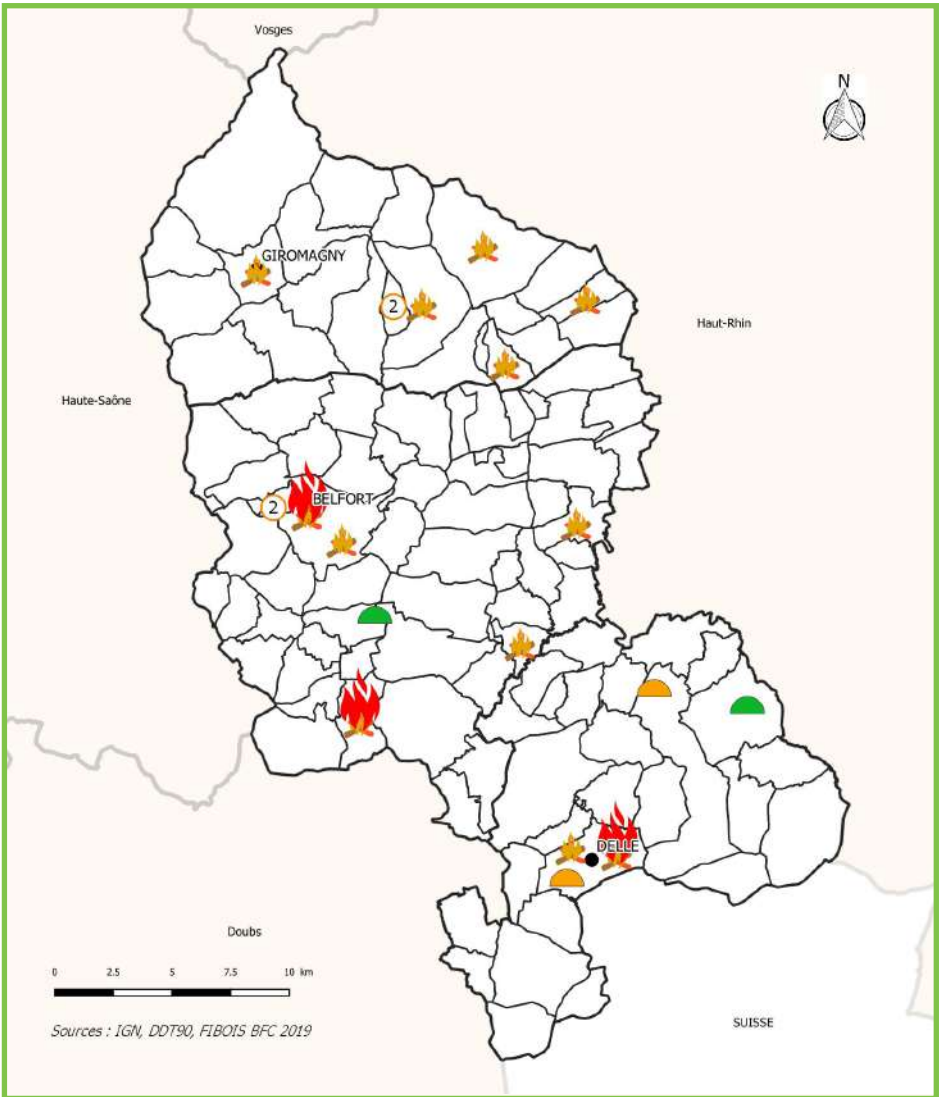 Vosges
N
GIROMAGNY
2
Haut-Rhin
Haute-Saône
BELFORT
2
DELLE
Doubs
0 2.5 5 7.5 10 km
Sources : IGN, DDT90, FIBOIS BFC 2019
SUISSE